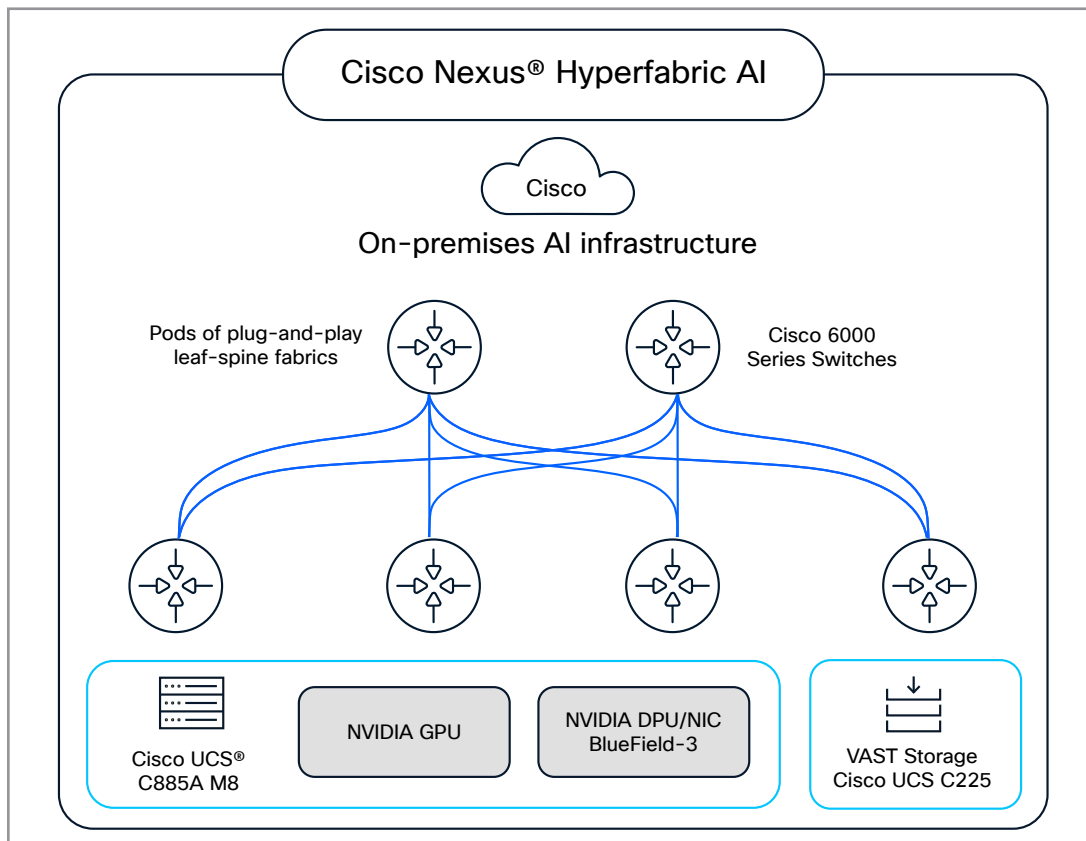 Cisco Nexus® Hyperfabric AI
Cisco
On-premises AI infrastructure
Pods of plug-and-play
leaf-spine fabrics
Cisco 6000
Series Switches
Cisco UCS®
C885A M8
NVIDIA GPU
NVIDIA DPU/NIC
BlueField-3
VAST Storage
Cisco UCS C225